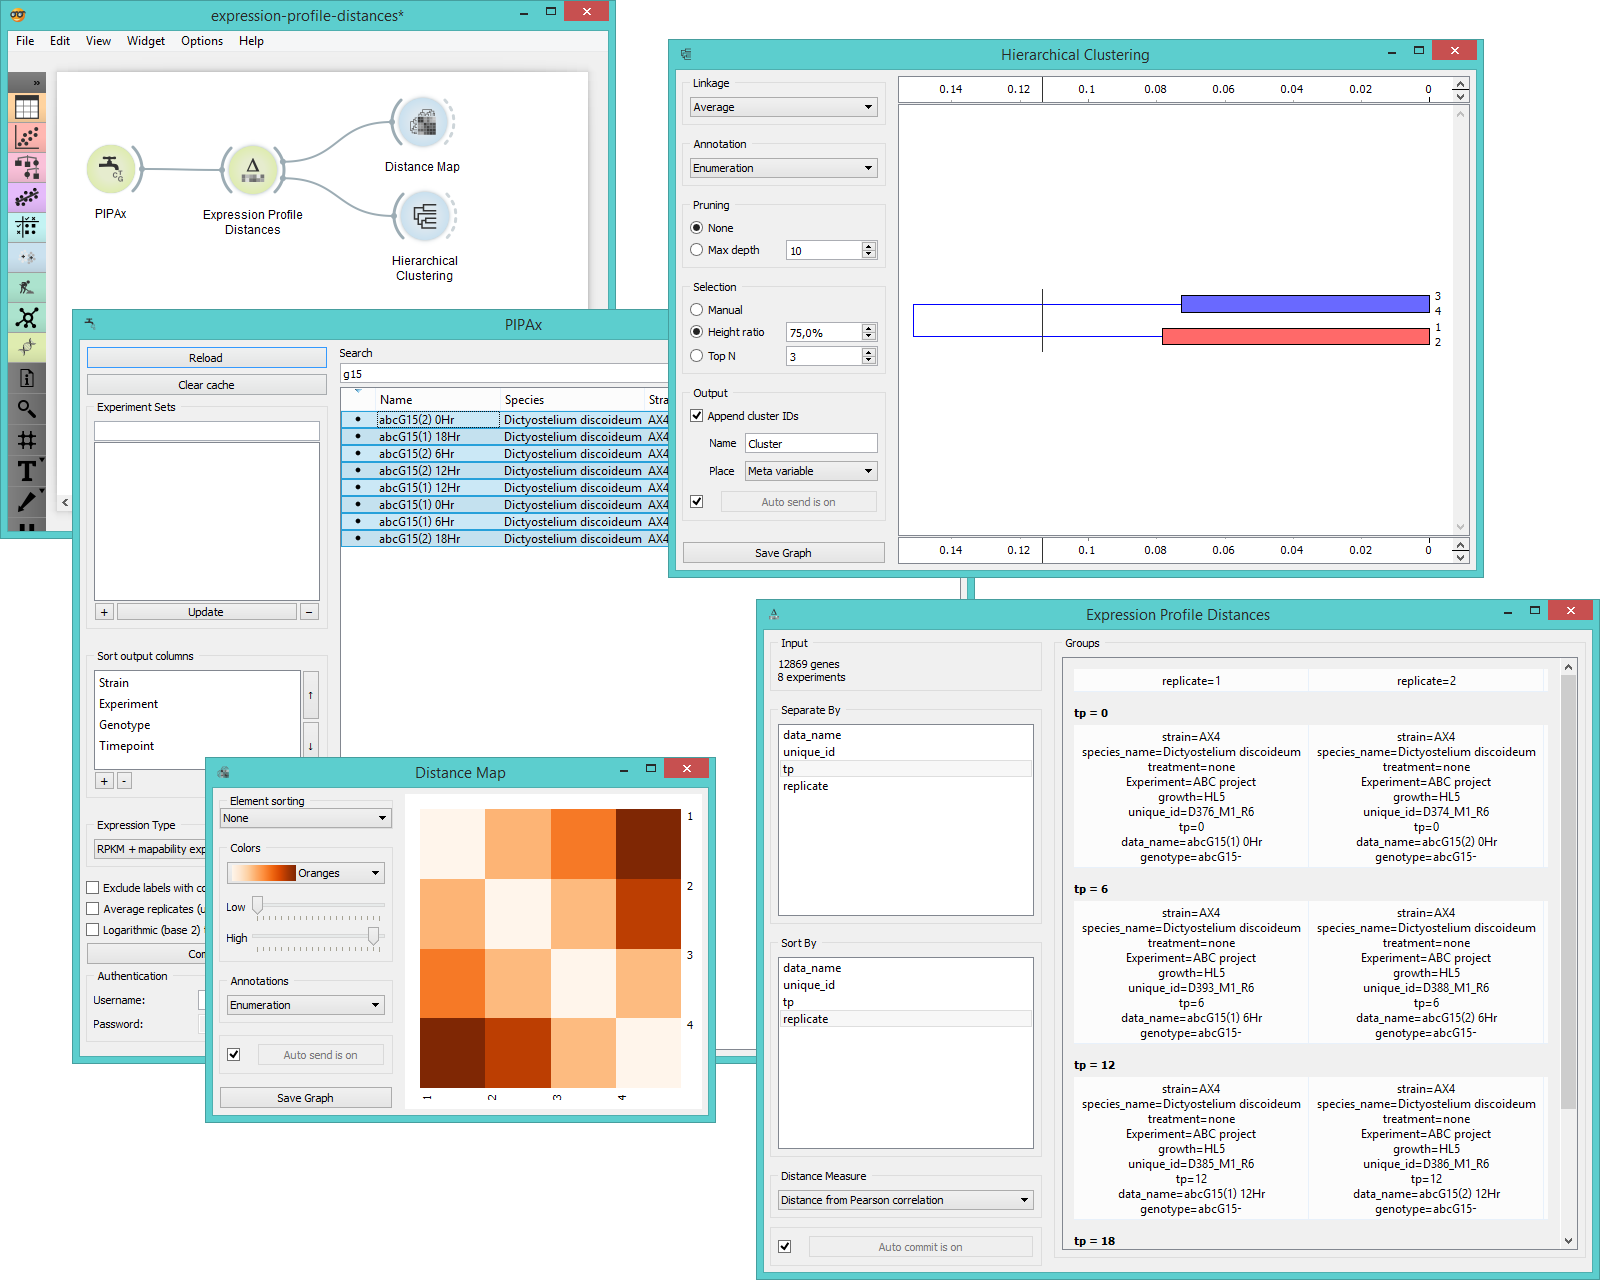 expression-profile-distances*
File Edit View Widget Options Help
PIPAx
Expression Profile
Distances
Distance Map
Hierarchical
Clustering
PIPAx
Reload
Clear cache
Experiment Sets
+ Update -
Sort output columns
Strain
Experiment
Genotype
Timepoint
+ -
Expression Type
RPKM + mapability exp
Exclude labels with co
Average replicates (u
Logarithmic (base 2)
Authentication
Username:
Password:
Search
g15
Name Species Stra
abcG15(2) 0Hr Dictyostelium discoideum AX4
abcG15(1) 18Hr Dictyostelium discoideum AX4
abcG15(2) 6Hr Dictyostelium discoideum AX4
abcG15(2) 12Hr Dictyostelium discoideum AX4
abcG15(1) 12Hr Dictyostelium discoideum AX4
abcG15(1) 0Hr Dictyostelium discoideum AX4
abcG15(1) 6Hr Dictyostelium discoideum AX4
abcG15(2) 18Hr Dictyostelium discoideum AX4
Hierarchical Clustering
Linkage
Average
Annotation
Enumeration
Pruning
None
Max depth 10
Selection
Manual
Height ratio 75,0%
Top N 3
Output
Append cluster IDs
Name Cluster
Place Meta variable
Auto send is on
Save Graph
0.14 0.12 0.1 0.08 0.06 0.04 0.02 0
3
4
1
2
0.14 0.12 0.1 0.08 0.06 0.04 0.02 0
Distance Map
Element sorting
None
Colors
Oranges
Low
High
Annotations
Enumeration
Auto send is on
Save Graph
1
2
3
4
1 2 3 4
Expression Profile Distances
Input
12869 genes
8 experiments
Separate By
data_name
unique_id
tp
replicate
Sort By
data_name
unique_id
tp
replicate
Distance Measure
Distance from Pearson correlation
Auto commit is on
Groups
replicate=1 replicate=2
tp = 0
strain=AX4 strain=AX4
species_name=Dictyostelium discoideum species_name=Dictyostelium discoideum
treatment=none treatment=none
Experiment=ABC project Experiment=ABC project
growth=HL5 growth=HL5
unique_id=D376_M1_R6 unique_id=D374_M1_R6
tp=0 tp=0
data_name=abcG15(1) 0Hr data_name=abcG15(2) 0Hr
genotype=abcG15- genotype=abcG15-
tp = 6
strain=AX4 strain=AX4
species_name=Dictyostelium discoideum species_name=Dictyostelium discoideum
treatment=none treatment=none
Experiment=ABC project Experiment=ABC project
growth=HL5 growth=HL5
unique_id=D393_M1_R6 unique_id=D388_M1_R6
tp=6 tp=6
data_name=abcG15(1) 6Hr data_name=abcG15(2) 6Hr
genotype=abcG15- genotype=abcG15-
tp = 12
strain=AX4 strain=AX4
species_name=Dictyostelium discoideum species_name=Dictyostelium discoideum
treatment=none treatment=none
Experiment=ABC project Experiment=ABC project
growth=HL5 growth=HL5
unique_id=D385_M1_R6 unique_id=D386_M1_R6
tp=12 tp=12
data_name=abcG15(1) 12Hr data_name=abcG15(2) 12Hr
genotype=abcG15- genotype=abcG15-
tp = 18